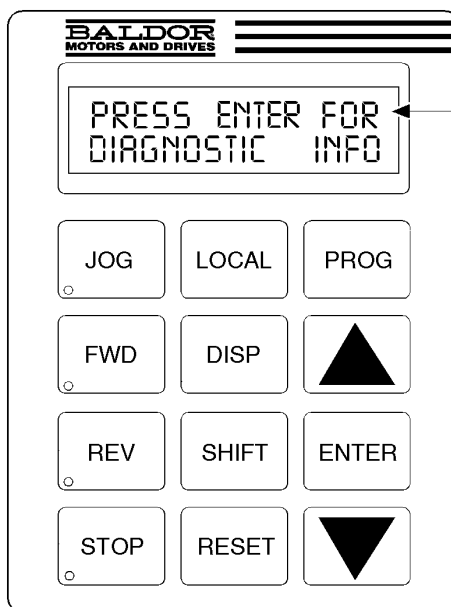 BALDOR
MOTORS AND DRIVES
PRESS ENTER FOR
DIAGNOSTIC INFO
JOG LOCAL PROG
FWD DISP
REV SHIFT ENTER
STOP RESET